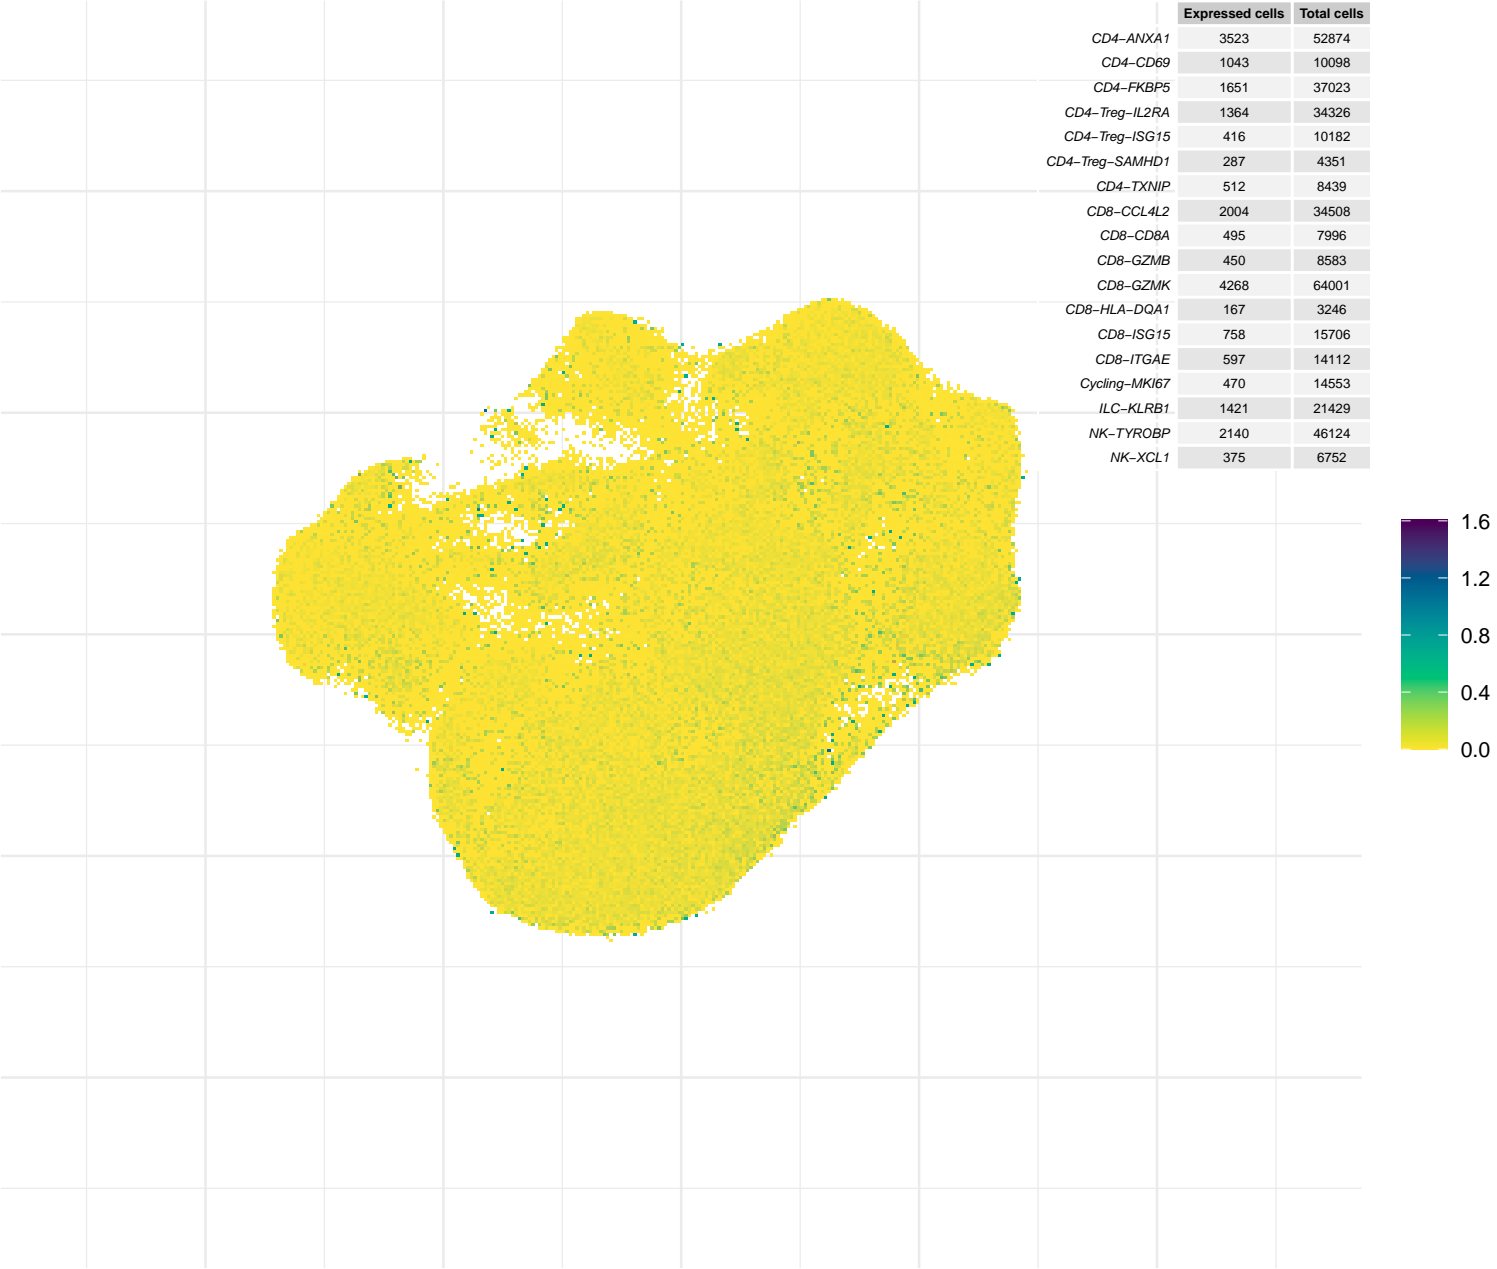 Expressed cells Total cells
CD4−ANXA1 3523 52874
CD4−CD69 1043 10098
CD4−FKBP5 1651 37023
CD4−Treg−IL2RA 1364 34326
CD4−Treg−ISG15 416 10182
CD4−Treg−SAMHD1 287 4351
CD4−TXNIP 512 8439
CD8−CCL4L2 2004 34508
CD8−CD8A 495 7996
CD8−GZMB 450 8583
CD8−GZMK 4268 64001
CD8−HLA−DQA1 167 3246
CD8−ISG15 758 15706
CD8−ITGAE 597 14112
Cycling−MKI67 470 14553
ILC−KLRB1 1421 21429
NK−TYROBP 2140 46124
NK−XCL1 375 6752
1.6
1.2
0.8
0.4
0.0